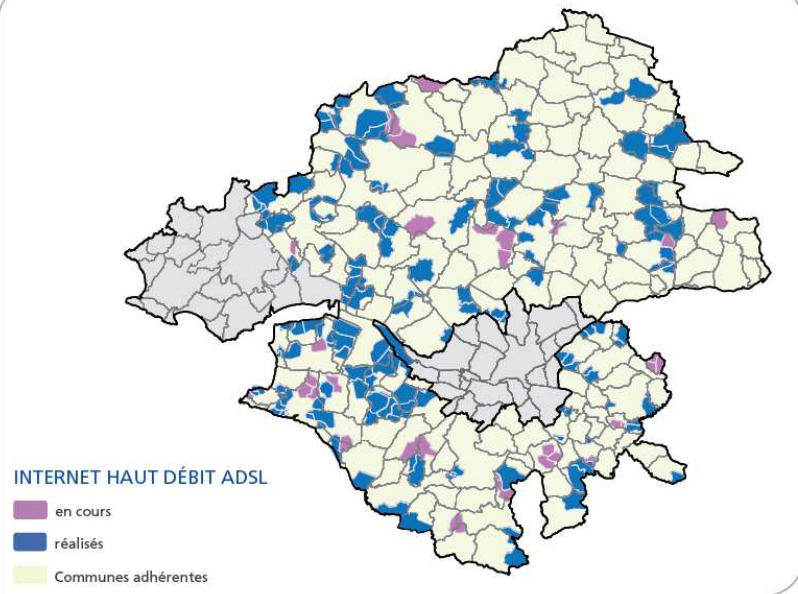 INTERNET HAUT DÉBIT ADSL
en cours
réalisés
Communes adhérentes